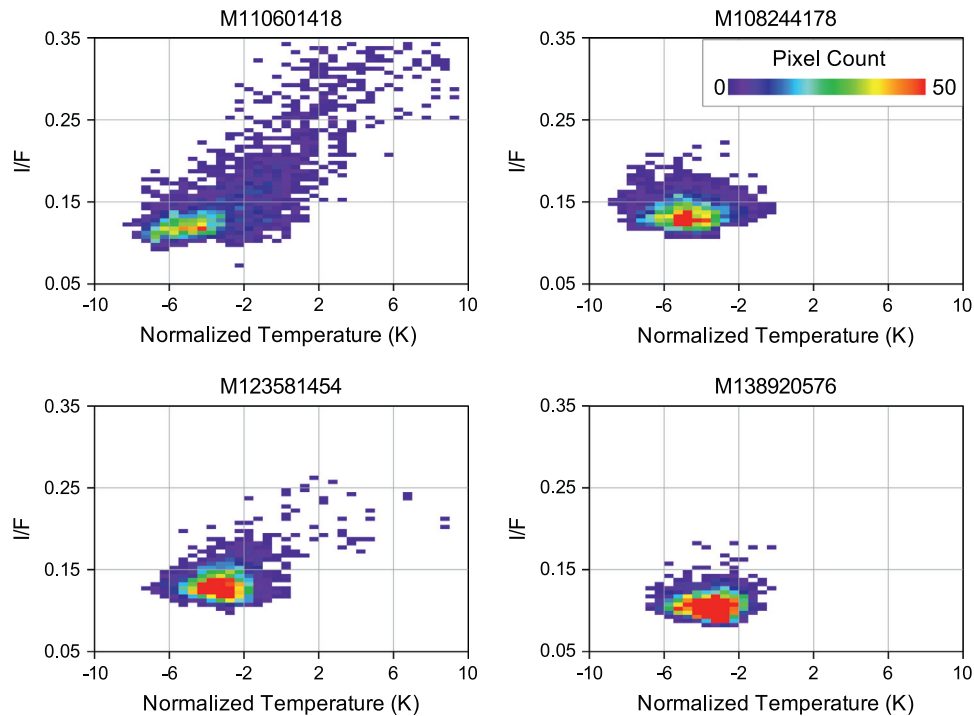 M110601418
0.35
0.25
0.15
0.05
I/F
-10 -6 -2 2 6 10
Normalized Temperature (K)
M108244178
Pixel Count
0 50
0.35
0.25
0.15
0.05
I/F
-10 -6 -2 2 6 10
Normalized Temperature (K)
M123581454
0.35
0.25
0.15
0.05
I/F
-10 -6 -2 2 6 10
Normalized Temperature (K)
M138920576
0.35
0.25
0.15
0.05
I/F
-10 -6 -2 2 6 10
Normalized Temperature (K)